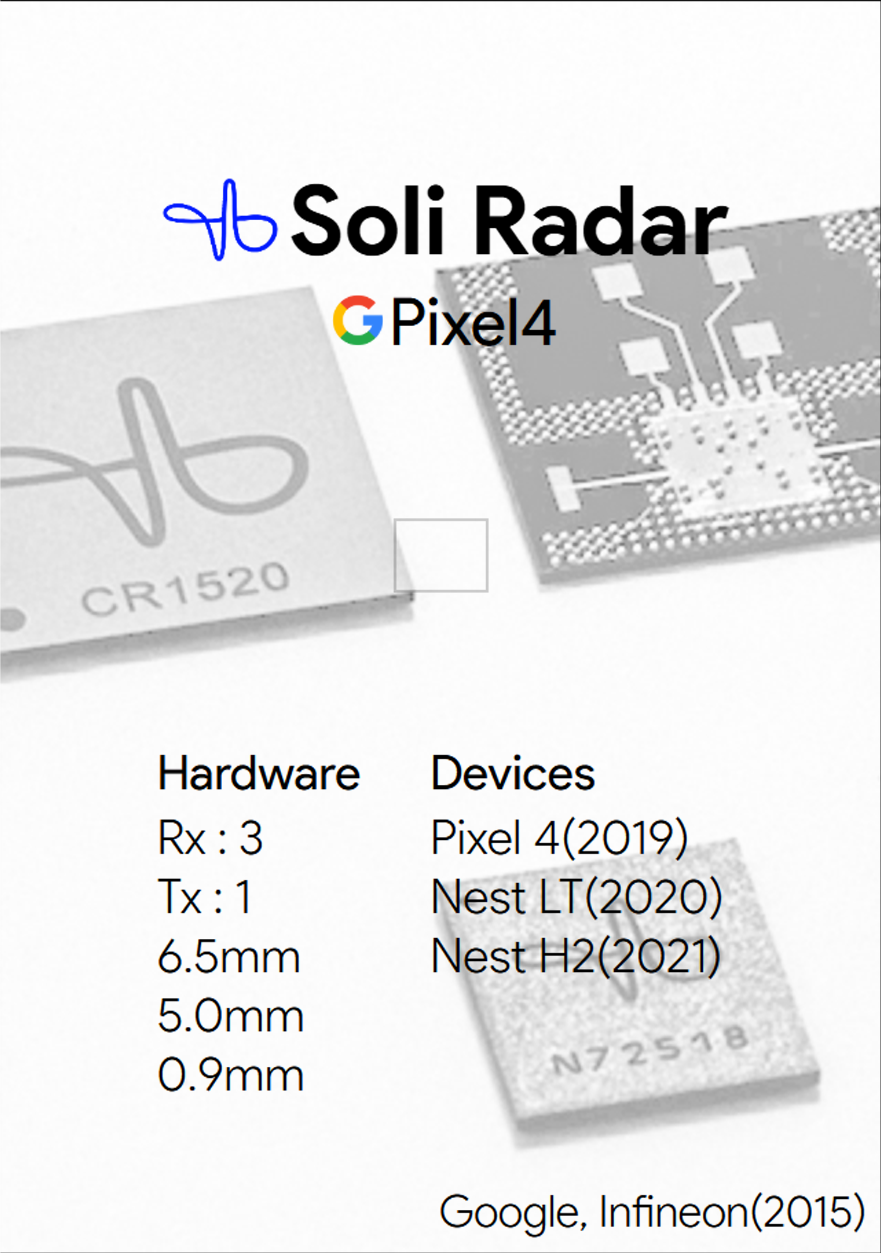 Soli Radar
Pixel4
CR1520
Hardware
Rx : 3
Tx : 1
6.5mm
5.0mm
0.9mm
Devices
Pixel 4(2019)
Nest LT(2020)
Nest H2(2021)
N72518
Google, Infineon(2015)